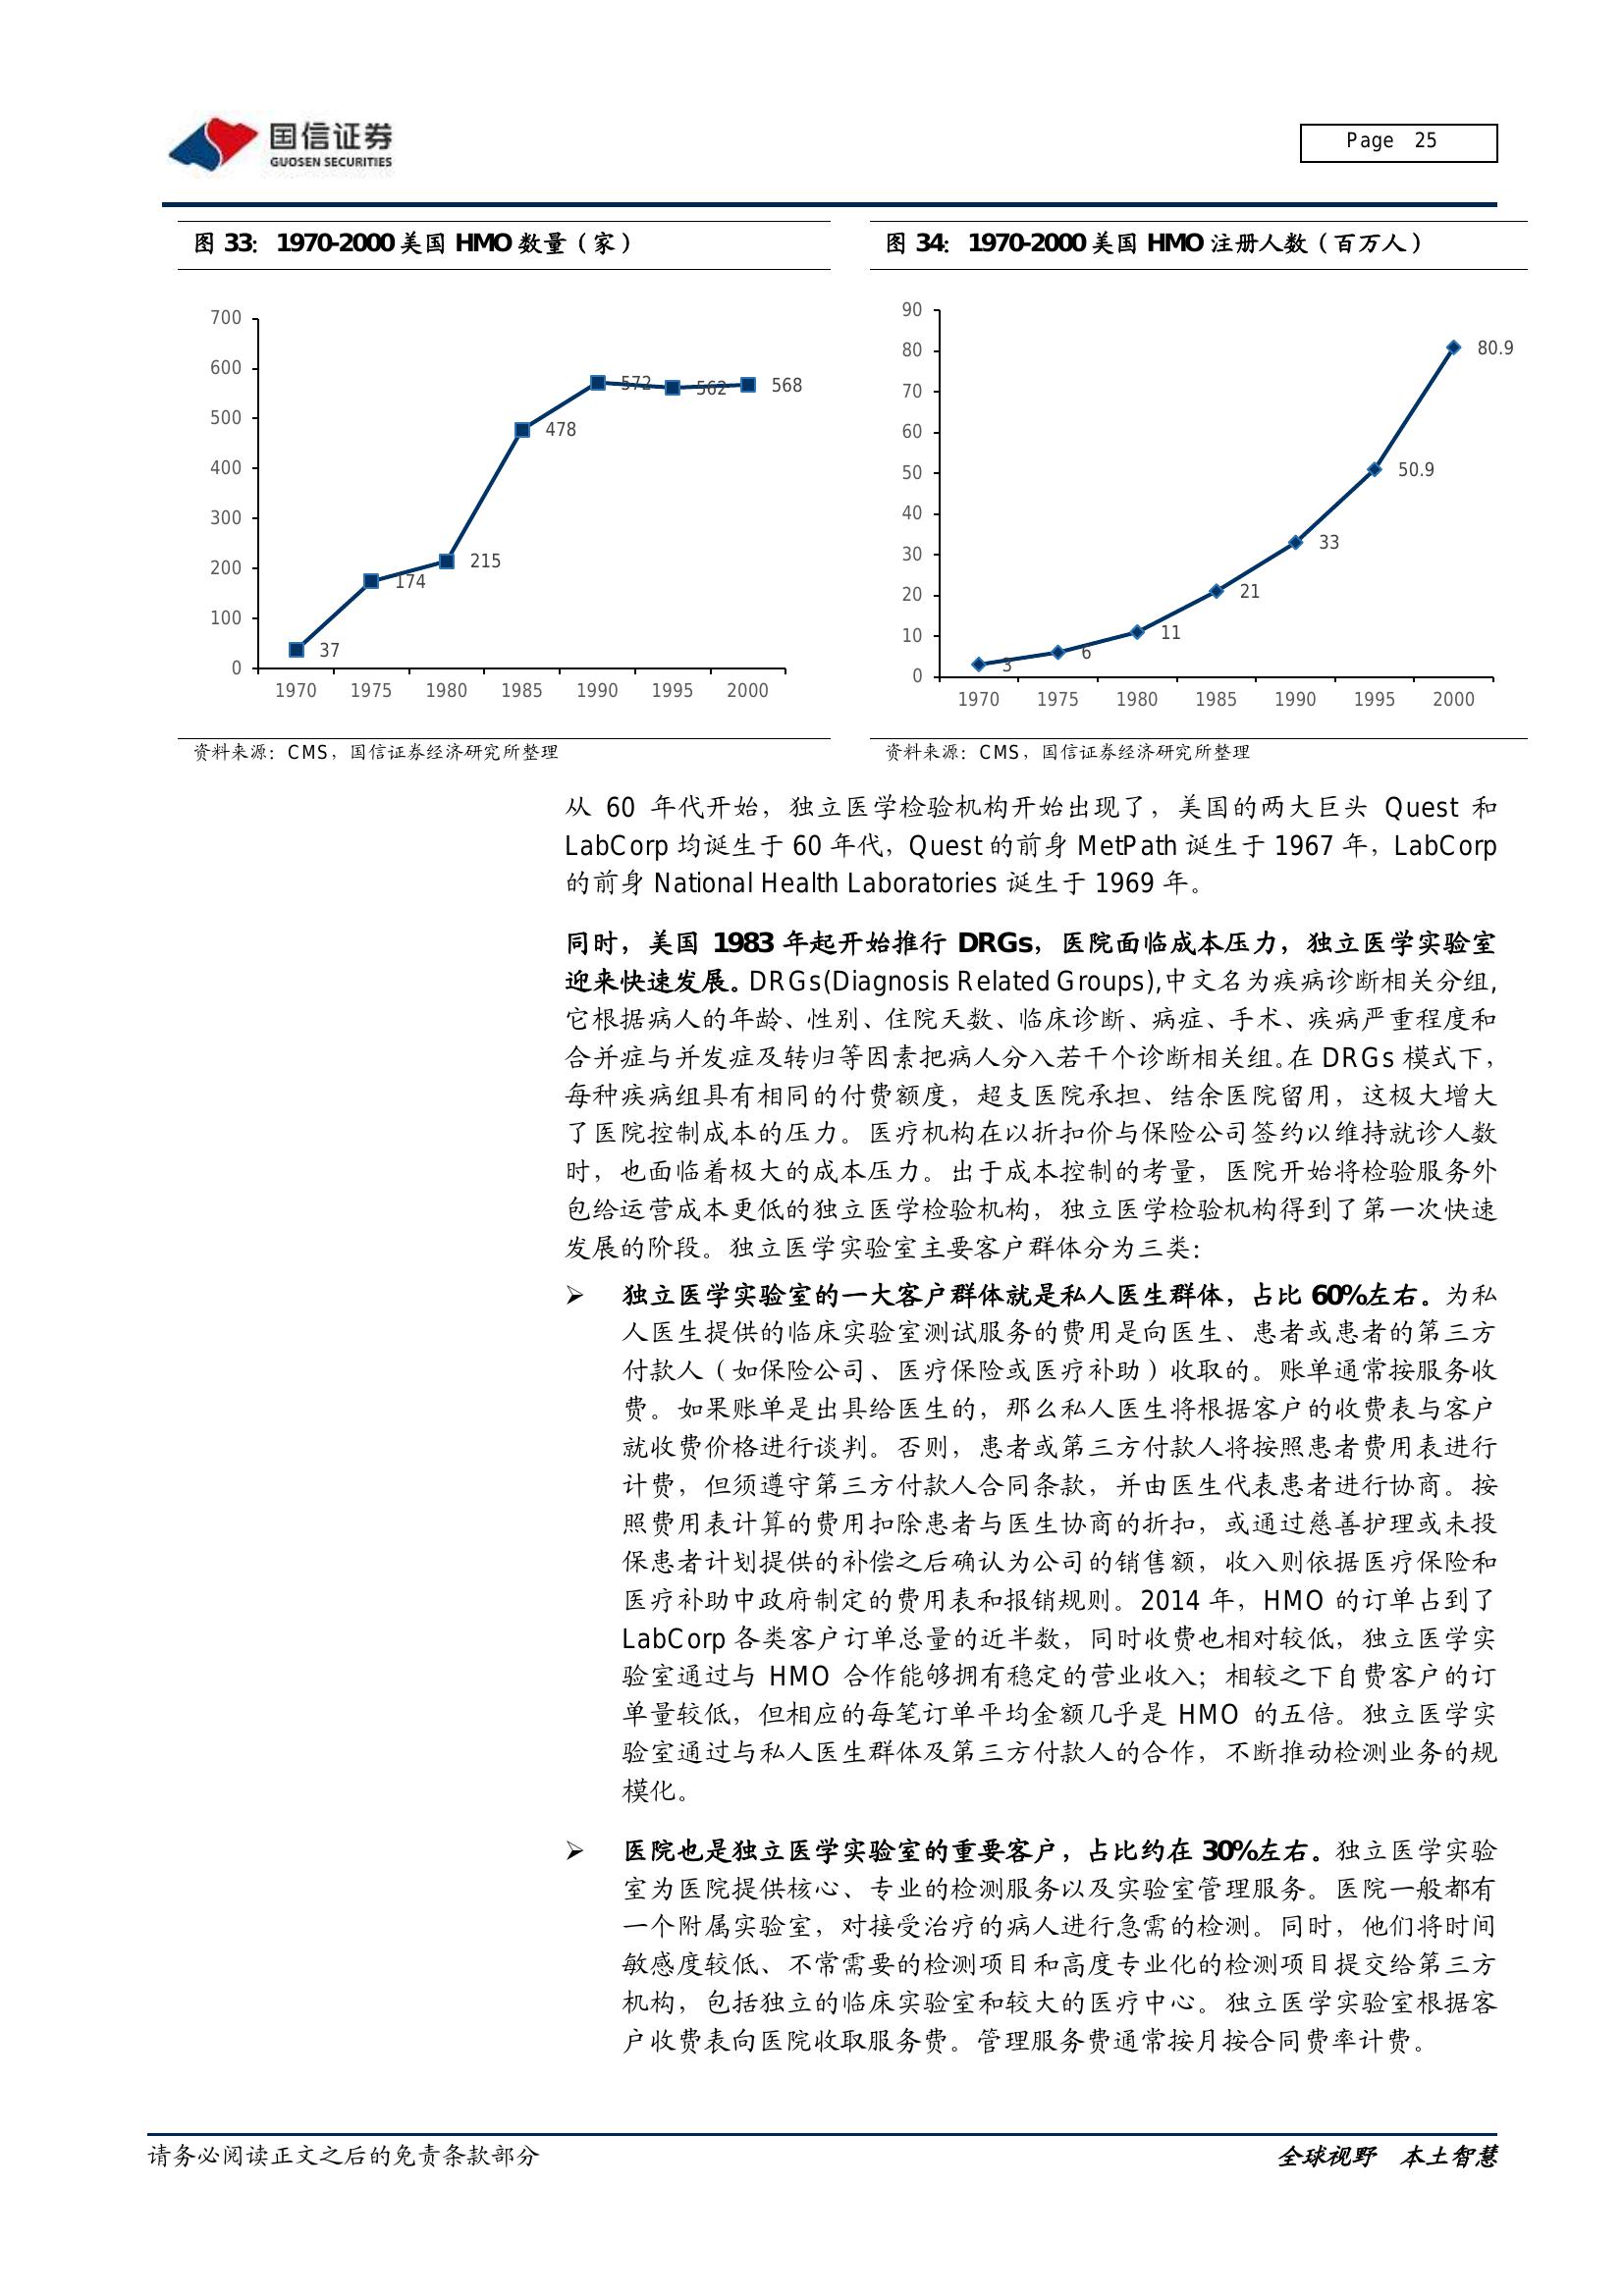 国信证券
GUOSEN SECURITIES
Page 25
图 33：1970-2000 美国 HMO 数量（家）
700
600
500
400
300
200
100
0
37
174
215
478
572
562
568
1970 1975 1980 1985 1990 1995 2000
资料来源：CMS，国信证券经济研究所整理
图 34：1970-2000 美国 HMO 注册人数（百万人）
90
80
70
60
50
40
30
20
10
0
3
6
11
21
33
50.9
80.9
1970 1975 1980 1985 1990 1995 2000
资料来源：CMS，国信证券经济研究所整理
从 60 年代开始，独立医学检验机构开始出现了，美国的两大巨头 Quest 和
LabCorp 均诞生于 60 年代，Quest 的前身 MetPath 诞生于 1967 年，LabCorp
的前身 National Health Laboratories 诞生于 1969 年。
同时，美国 1983 年起开始推行 DRGs，医院面临成本压力，独立医学实验室
迎来快速发展。DRGs(Diagnosis Related Groups),中文名为疾病诊断相关分组，
它根据病人的年龄、性别、住院天数、临床诊断、病症、手术、疾病严重程度和
合并症与并发症及转归等因素把病人分入若干个诊断相关组。在 DRGs 模式下，
每种疾病组具有相同的付费额度，超支医院承担、结余医院留用，这极大增大
了医院控制成本的压力。医疗机构在以折扣价与保险公司签约以维持就诊人数
时，也面临着极大的成本压力。出于成本控制的考量，医院开始将检验服务外
包给运营成本更低的独立医学检验机构，独立医学检验机构得到了第一次快速
发展的阶段。独立医学实验室主要客户群体分为三类：
➢ 独立医学实验室的一大客户群体就是私人医生群体，占比 60%左右。为私
人医生提供的临床实验室测试服务的费用是向医生、患者或患者的第三方
付款人（如保险公司、医疗保险或医疗补助）收取的。账单通常按服务收
费。如果账单是出具给医生的，那么私人医生将根据客户的收费表与客户
就收费价格进行谈判。否则，患者或第三方付款人将按照患者费用表进行
计费，但须遵守第三方付款人合同条款，并由医生代表患者进行协商。按
照费用表计算的费用扣除患者与医生协商的折扣，或通过慈善护理或未投
保患者计划提供的补偿之后确认为公司的销售额，收入则依据医疗保险和
医疗补助中政府制定的费用表和报销规则。2014 年，HMO 的订单占到了
LabCorp 各类客户订单总量的近半数，同时收费也相对较低，独立医学实
验室通过与 HMO 合作能够拥有稳定的营业收入；相较之下自费客户的订
单量较低，但相应的每笔订单平均金额几乎是 HMO 的五倍。独立医学实
验室通过与私人医生群体及第三方付款人的合作，不断推动检测业务的规
模化。
➢ 医院也是独立医学实验室的重要客户，占比约在 30%左右。独立医学实验
室为医院提供核心、专业的检测服务以及实验室管理服务。医院一般都有
一个附属实验室，对接受治疗的病人进行急需的检测。同时，他们将时间
敏感度较低、不常需要的检测项目和高度专业化的检测项目提交给第三方
机构，包括独立的临床实验室和较大的医疗中心。独立医学实验室根据客
户收费表向医院收取服务费。管理服务费通常按月按合同费率计费。
请务必阅读正文之后的免责条款部分
全球视野 本土智慧